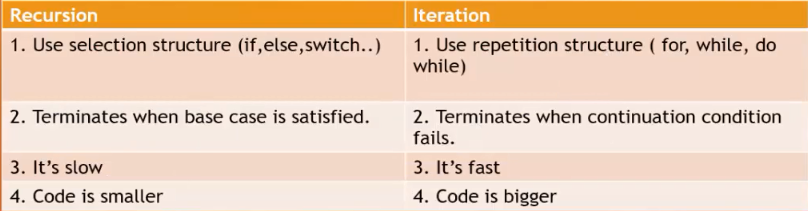 Recursion
Iteration
1. Use selection structure (if,else,switch..)
1. Use repetition structure ( for, while, do
while)
2. Terminates when base case is satisfied.
2. Terminates when continuation condition
fails.
3. It's slow
3. It's fast
4. Code is smaller
4. Code is bigger